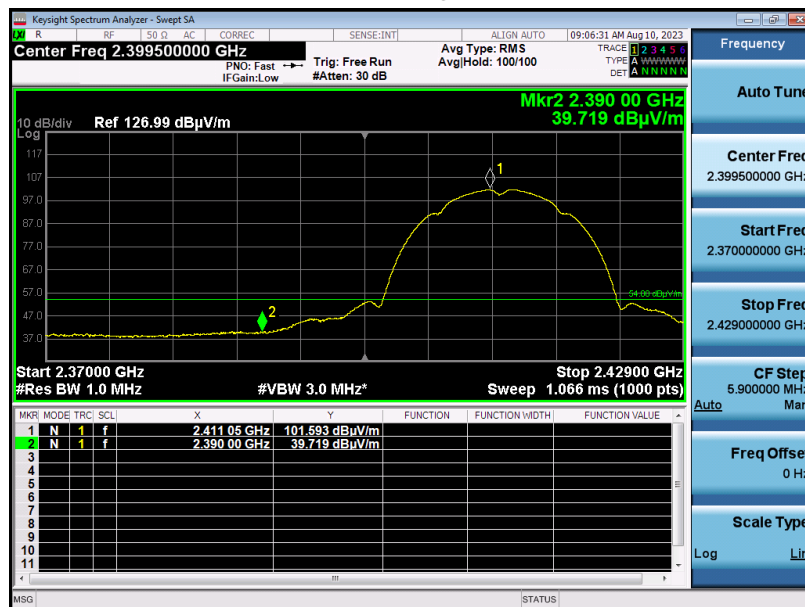 Keysight Spectrum Analyzer - Swept SA
LXI R RF 50 Ω AC CORREC SENSE:INT ALIGN AUTO 09:06:31 AM Aug 10, 2023
Center Freq 2.399500000 GHz
PNO: Fast
IFGain:Low
Trig: Free Run
#Atten: 30 dB
Avg Type: RMS
Avg|Hold: 100/100
TRACE 1 2 3 4 5 6
TYPE A WWWWW
DET A N N N N N
Mkr2 2.390 00 GHz
39.719 dBµV/m
10 dB/div Ref 126.99 dBµV/m
Log
117
107
97.0
87.0
77.0
67.0
57.0
47.0
37.0
1
2
54.00 dBµV/m
Start 2.37000 GHz Stop 2.42900 GHz
#Res BW 1.0 MHz #VBW 3.0 MHz* Sweep 1.066 ms (1000 pts)
MKR MODE TRC SCL X Y FUNCTION FUNCTION WIDTH FUNCTION VALUE
1 N 1 f 2.411 05 GHz 101.593 dBµV/m
2 N 1 f 2.390 00 GHz 39.719 dBµV/m
3
4
5
6
7
8
9
10
11
MSG STATUS
Frequency
Auto Tune
Center Freq
2.399500000 GHz
Start Freq
2.370000000 GHz
Stop Freq
2.429000000 GHz
CF Step
5.900000 MHz
Auto Man
Freq Offset
0 Hz
Scale Type
Log Lin